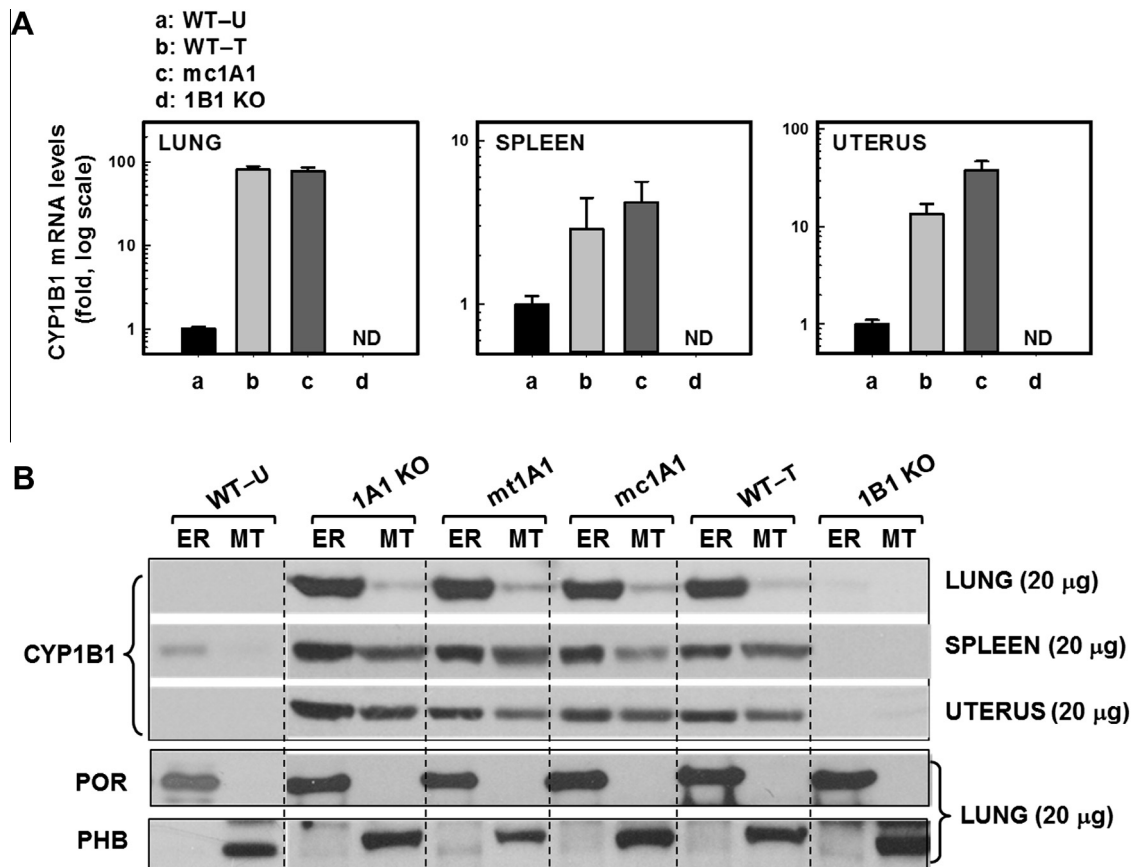 A
a: WT–U
b: WT–T
c: mc1A1
d: 1B1 KO
CYP1B1 mRNA levels
(fold, log scale)
LUNG
100
10
1
ND
a b c d
SPLEEN
10
1
ND
a b c d
UTERUS
100
10
1
ND
a b c d
B
WT–U 1A1 KO mt1A1 mc1A1 WT–T 1B1 KO
ER MT ER MT ER MT ER MT ER MT ER MT
CYP1B1
LUNG (20 μg)
SPLEEN (20 μg)
UTERUS (20 μg)
POR
PHB
LUNG (20 μg)